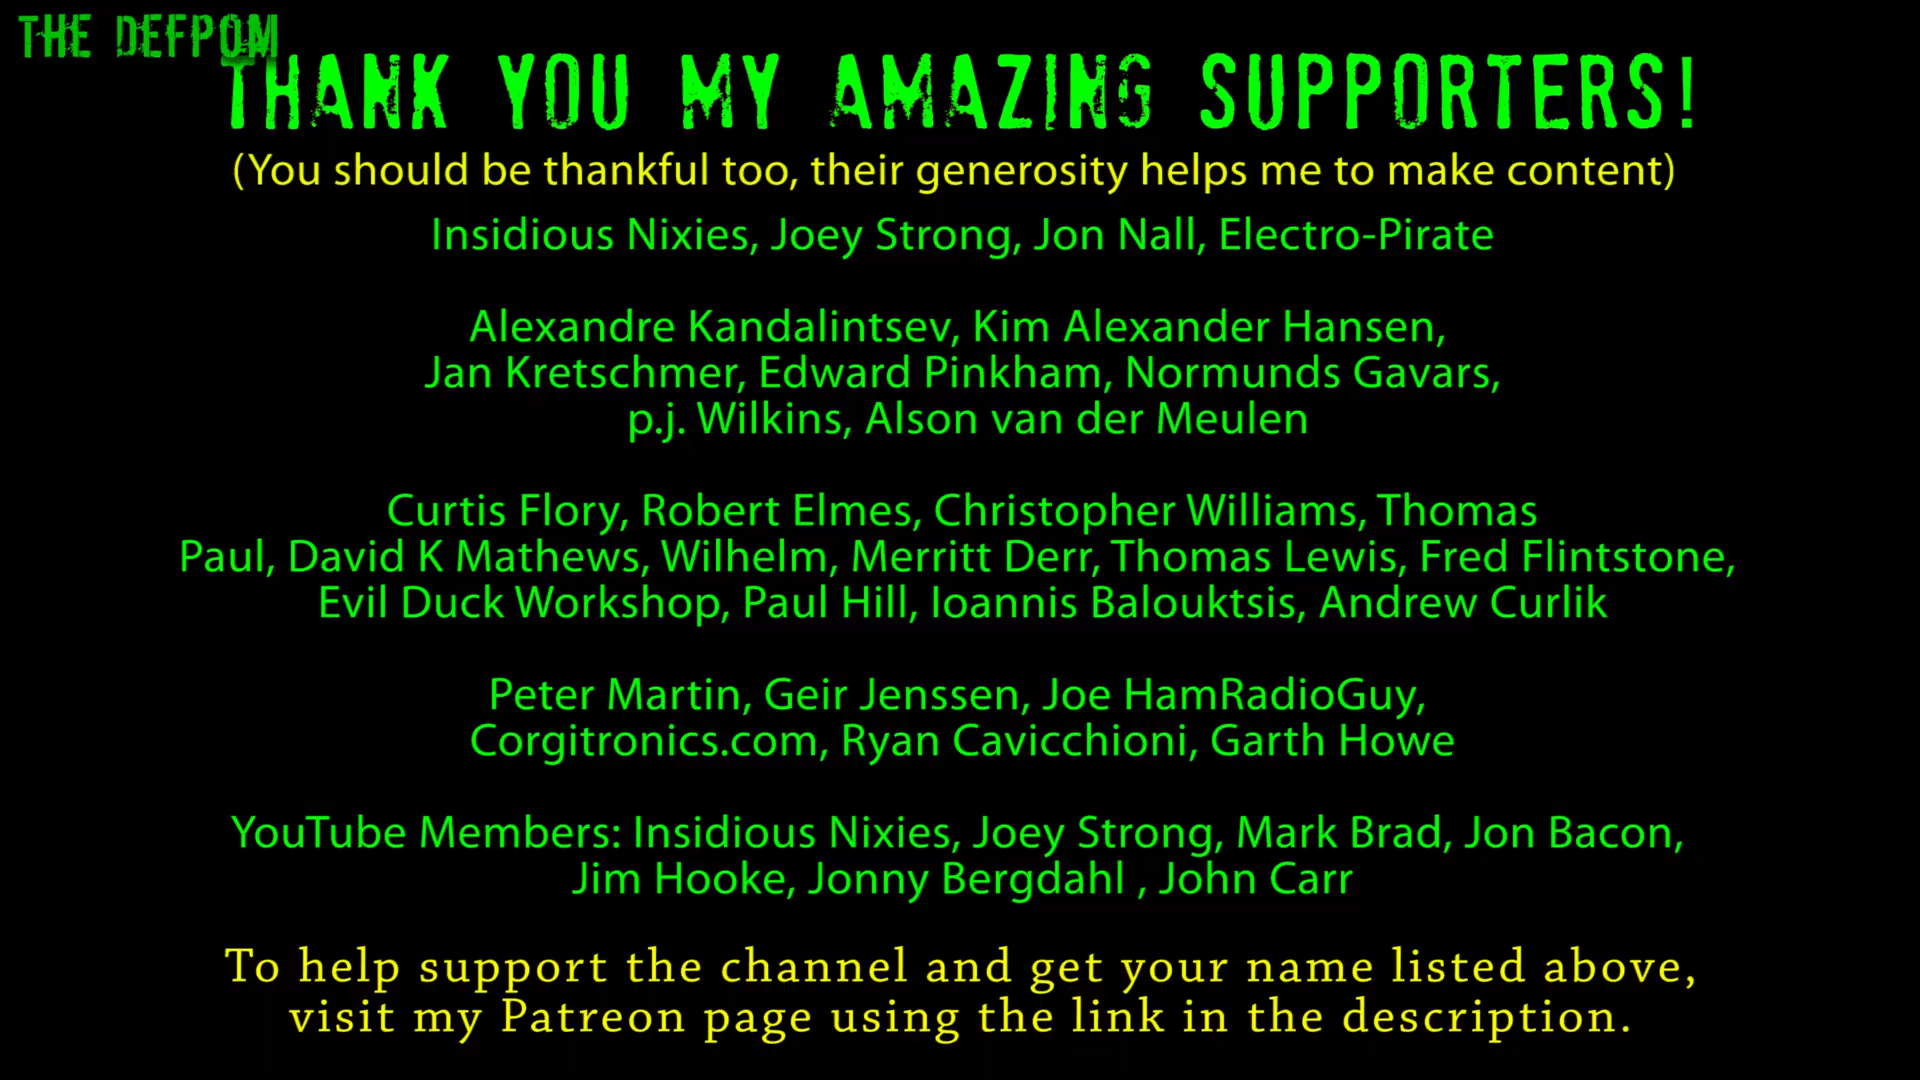 THE DEFPOM
THANK YOU MY AMAZING SUPPORTERS!
(You should be thankful too, their generosity helps me to make content)
Insidious Nixies, Joey Strong, Jon Nall, Electro-Pirate
Alexandre Kandalintsev, Kim Alexander Hansen,
Jan Kretschmer, Edward Pinkham, Normunds Gavars,
p.j. Wilkins, Alson van der Meulen
Curtis Flory, Robert Elmes, Christopher Williams, Thomas
Paul, David K Mathews, Wilhelm, Merritt Derr, Thomas Lewis, Fred Flintstone,
Evil Duck Workshop, Paul Hill, Ioannis Balouktsis, Andrew Curlik
Peter Martin, Geir Jenssen, Joe HamRadioGuy,
Corgitronics.com, Ryan Cavicchioni, Garth Howe
YouTube Members: Insidious Nixies, Joey Strong, Mark Brad, Jon Bacon,
Jim Hooke, Jonny Bergdahl , John Carr
To help support the channel and get your name listed above,
visit my Patreon page using the link in the description.